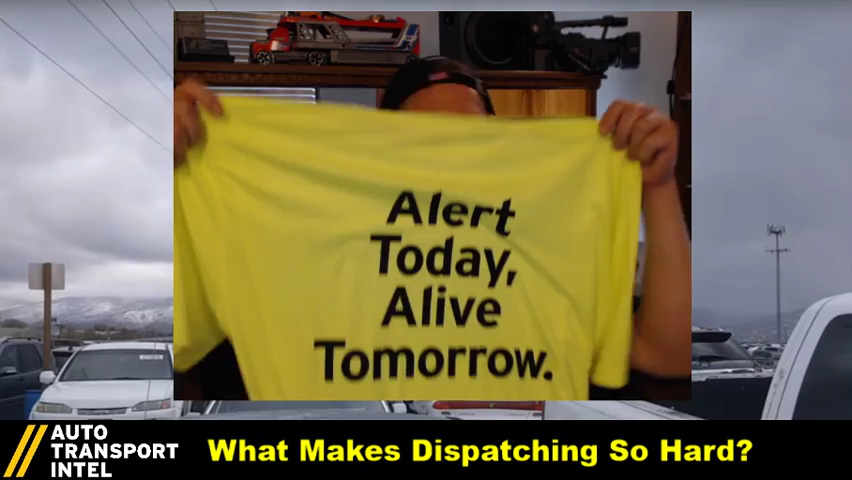 Alert
Today,
Alive
Tomorrow.
AUTO
TRANSPORT
INTEL
What Makes Dispatching So Hard?